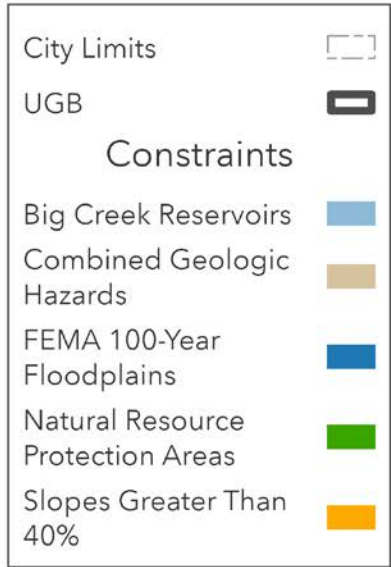 City Limits
UGB
Constraints
Big Creek Reservoirs
Combined Geologic
Hazards
FEMA 100-Year
Floodplains
Natural Resource
Protection Areas
Slopes Greater Than
40%